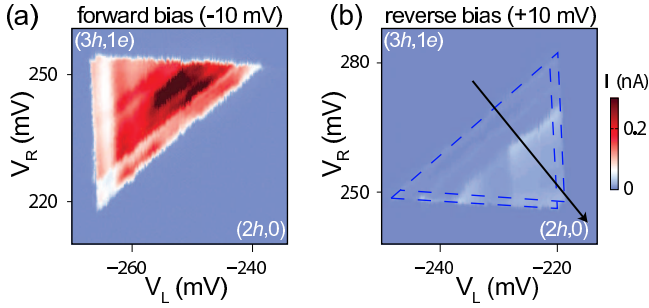 (a) forward bias (-10 mV)
(3h,1e)
250
220
V_R (mV)
(2h,0)
−260
−240
V_L (mV)
(b) reverse bias (+10 mV)
(3h,1e)
280
250
V_R (mV)
(2h,0)
−240
−220
V_L (mV)
I (nA)
0.2
0